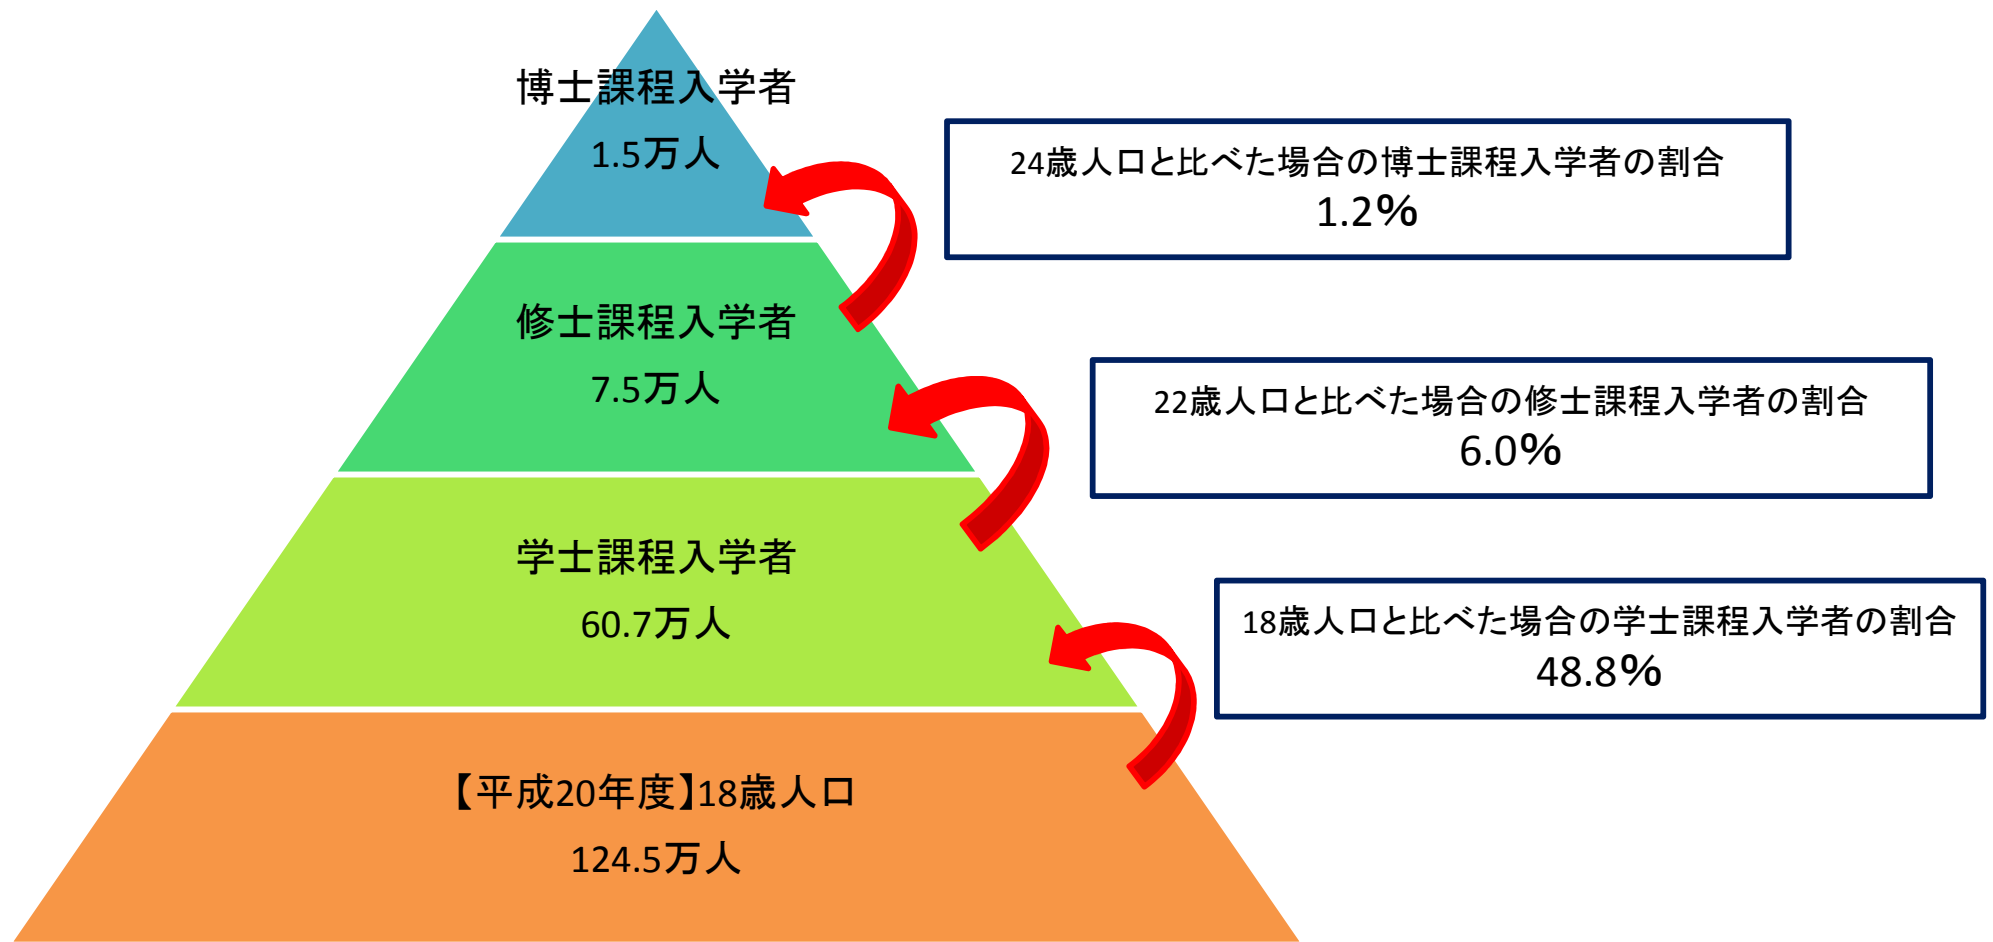 博士課程入学者
1.5万人
24歳人口と比べた場合の博士課程入学者の割合
1.2%
修士課程入学者
7.5万人
22歳人口と比べた場合の修士課程入学者の割合
6.0%
学士課程入学者
60.7万人
18歳人口と比べた場合の学士課程入学者の割合
48.8%
【平成20年度】18歳人口
124.5万人